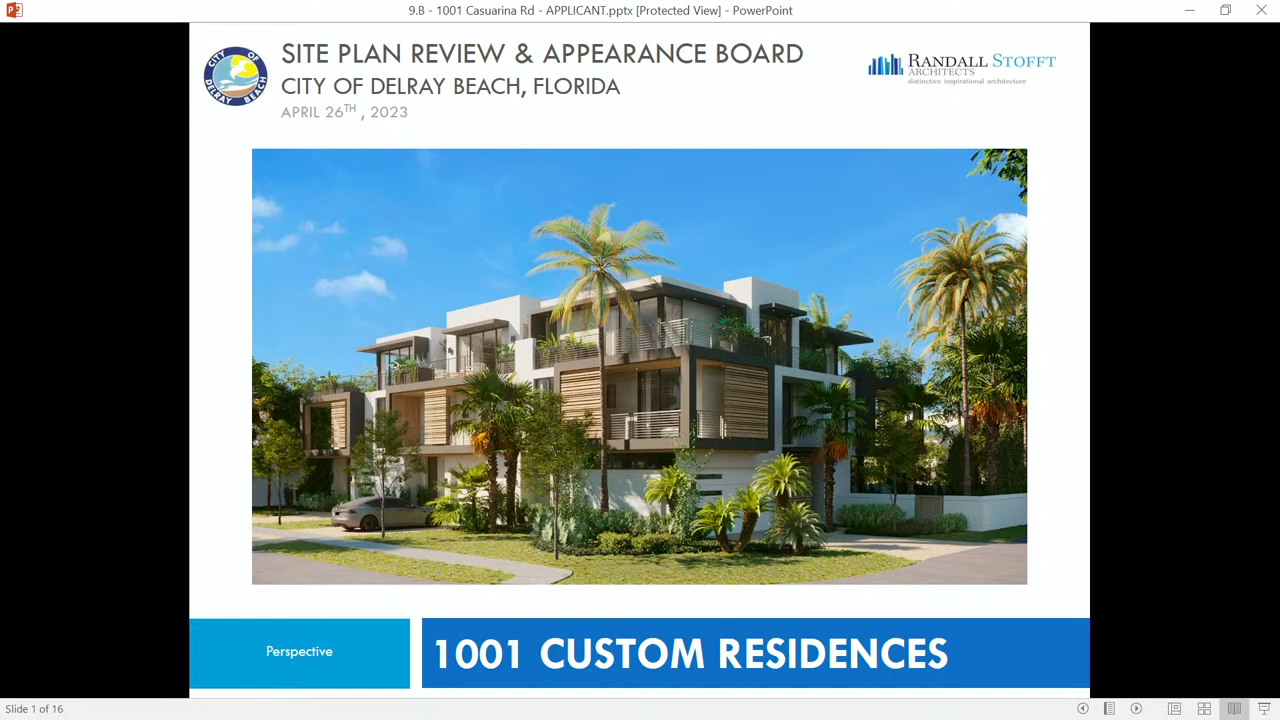 9.B - 1001 Casuarina Rd - APPLICANT.pptx [Protected View] - PowerPoint
SITE PLAN REVIEW & APPEARANCE BOARD
CITY OF DELRAY BEACH, FLORIDA
APRIL 26TH , 2023
CITY OF DELRAY BEACH
RANDALL STOFFT
ARCHITECTS
distinctive inspirational architecture
Perspective
1001 CUSTOM RESIDENCES
Slide 1 of 16